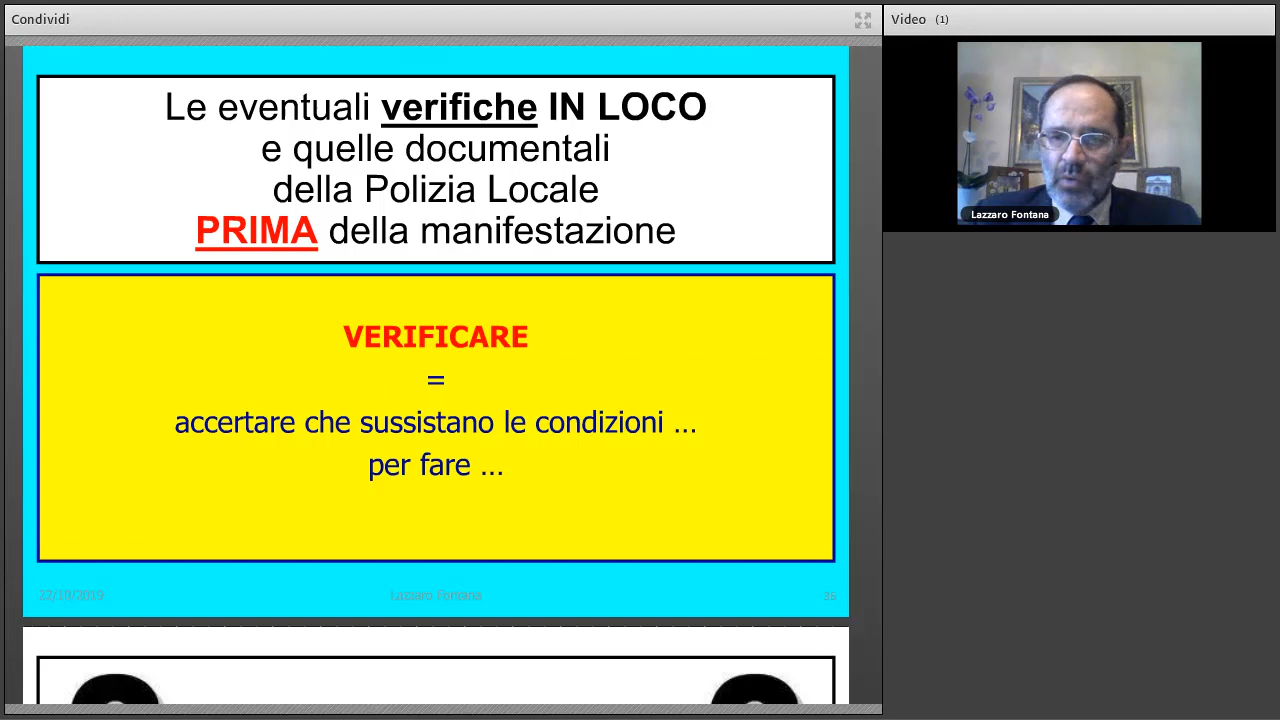 Condividi
Video (1)
Le eventuali verifiche IN LOCO
e quelle documentali
della Polizia Locale
PRIMA della manifestazione
VERIFICARE
=
accertare che sussistano le condizioni ...
per fare ...
27/10/2019 Lazzaro Fontana 26
Lazzaro Fontana